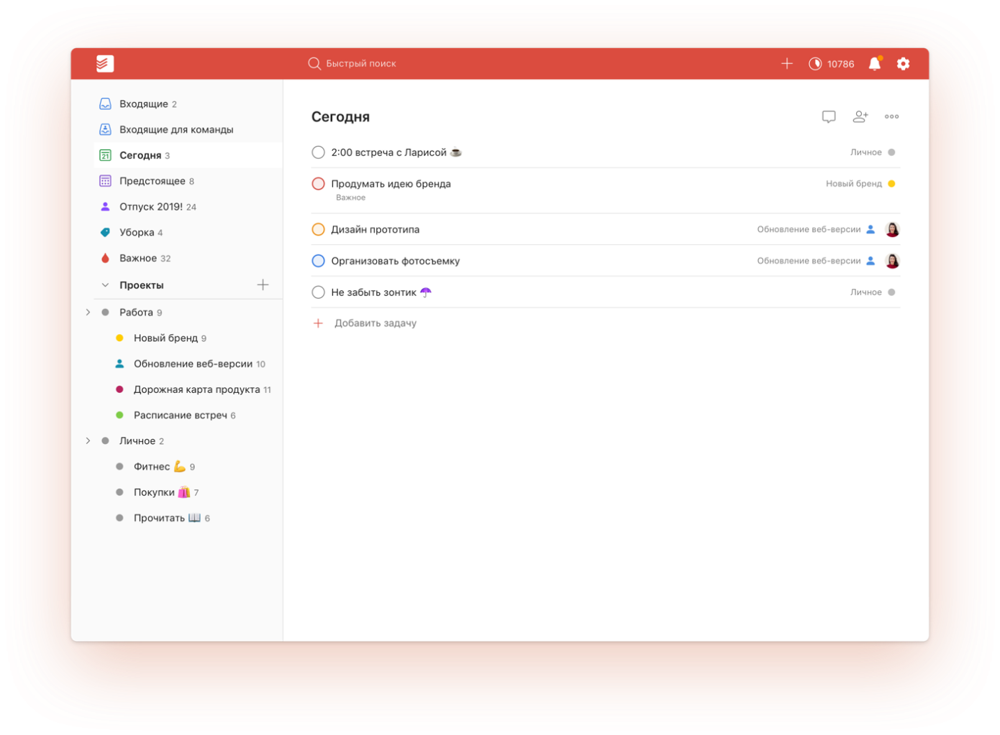 Быстрый поиск
10786
Входящие 2
Входящие для команды
21 Сегодня 3
Предстоящее 8
Отпуск 2019! 24
Уборка 4
Важное 32
Проекты
Работа 9
Новый бренд 9
Обновление веб-версии 10
Дорожная карта продукта 11
Расписание встреч 6
Личное 2
Фитнес 💪 9
Покупки 🛍️ 7
Прочитать 📖 6
Сегодня
2:00 встреча с Ларисой ☕ Личное
Продумать идею бренда Новый бренд
Важное
Дизайн прототипа Обновление веб-версии
Организовать фотосъемку Обновление веб-версии
Не забыть зонтик ☂️ Личное
Добавить задачу